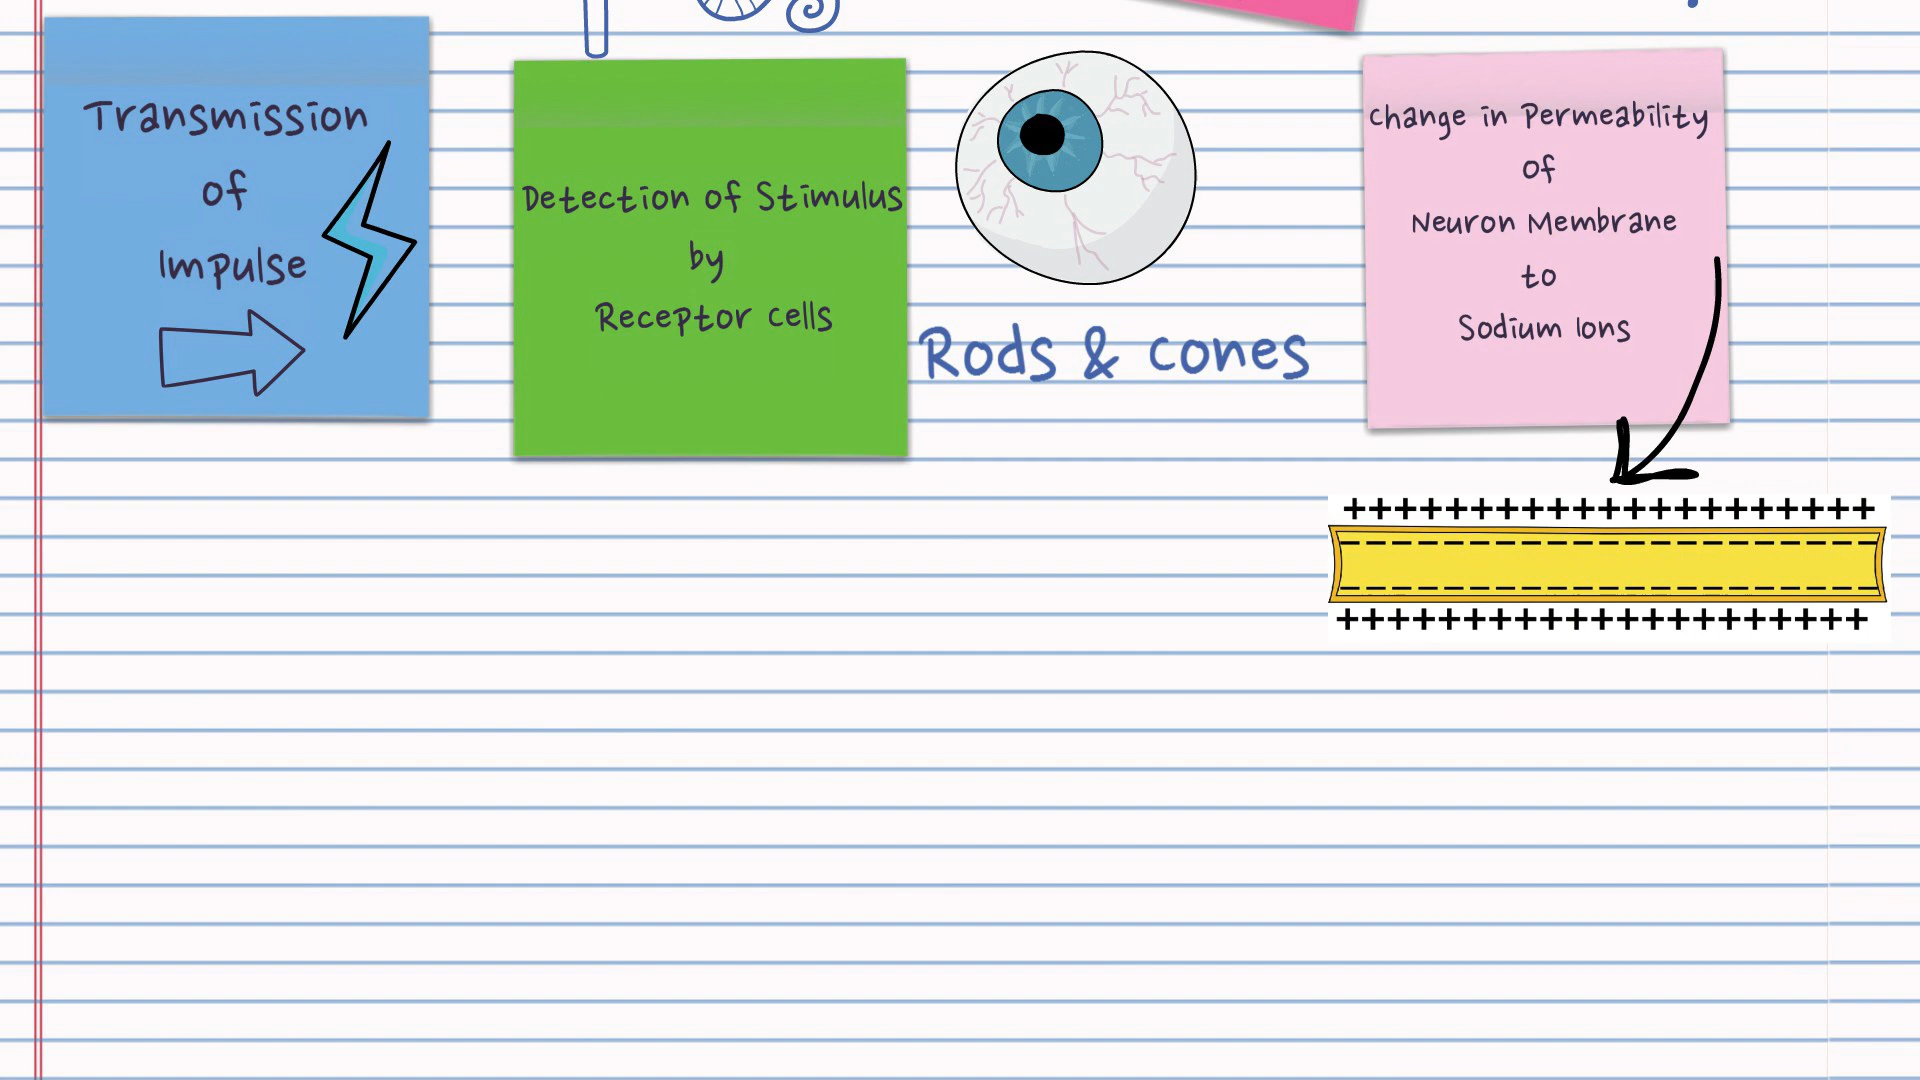 Transmission
of
Impulse
Detection of Stimulus
by
Receptor cells
Rods & cones
Change in Permeability
of
Neuron Membrane
to
Sodium Ions
+++++++++++++++++++++
— — — — — — — — — — — — — — — — — — — — —
— — — — — — — — — — — — — — — — — — — — —
+++++++++++++++++++++